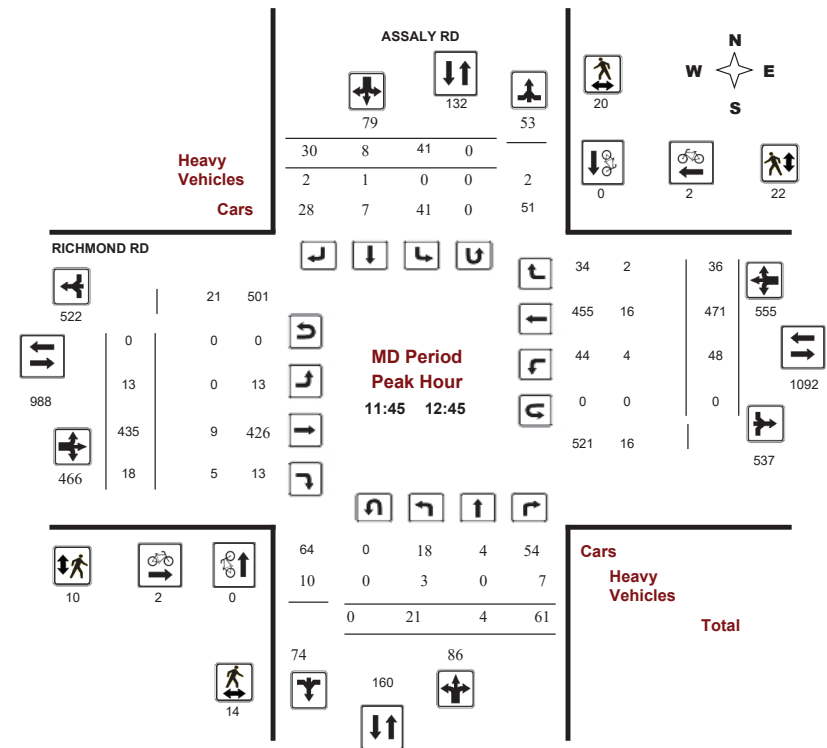 ASSALY RD
N
W E
S
132
20
79
53
30 8 41 0
Heavy
Vehicles
2 1 0 0 2
Cars
28 7 41 0 51
0 2 22
RICHMOND RD
522
21 501
34 2 36
0 0 0
455 16 471 555
MD Period
Peak Hour
11:45 12:45
13 0 13
44 4 48
988
1092
0 0 0
435 9 426
521 16
537
466
18 5 13
64 0 18 4 54
Cars
10 0 3 0 7
Heavy
Vehicles
10 2 0
0 21 4 61
Total
74 86
160
14